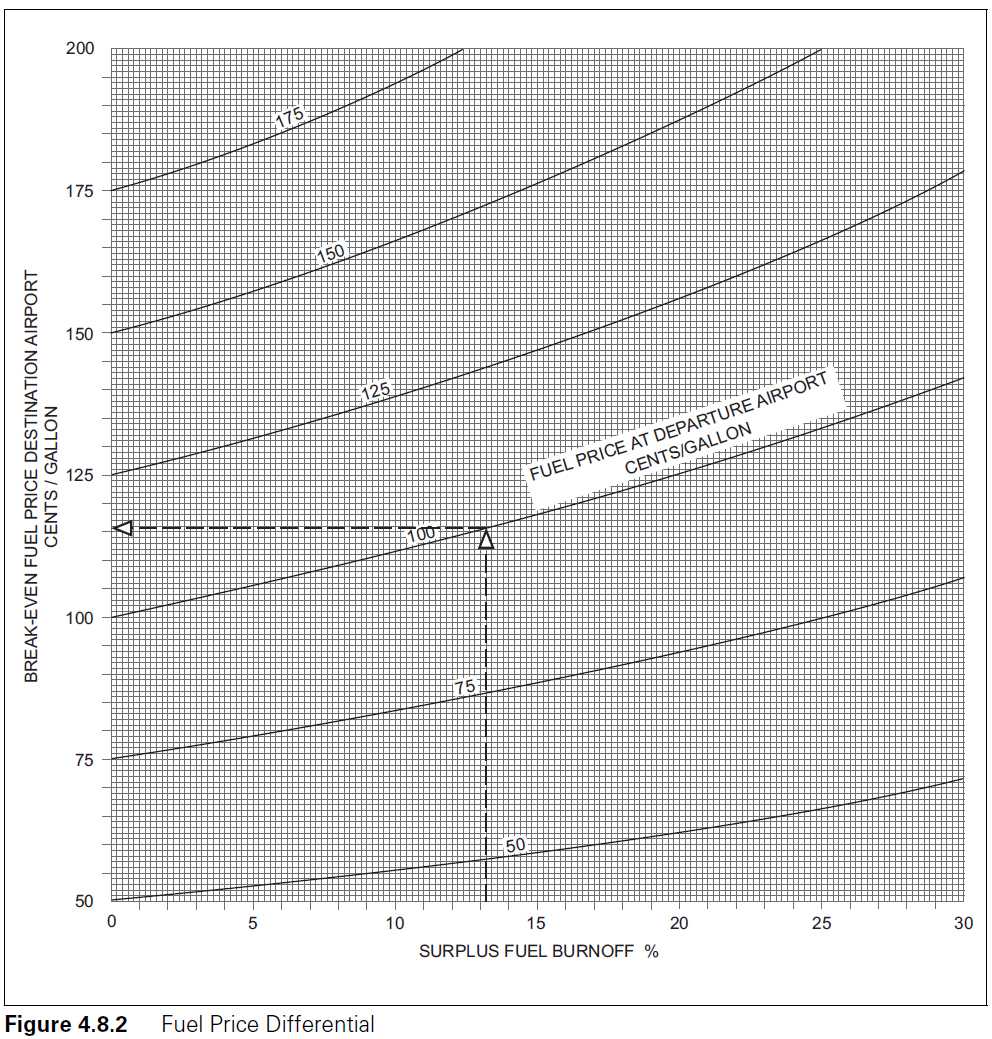 200
175
175
150
150
125
125
FUEL PRICE AT DEPARTURE AIRPORT
CENTS/GALLON
100
100
75
75
50
50
BREAK-EVEN FUEL PRICE DESTINATION AIRPORT
CENTS / GALLON
0 5 10 15 20 25 30
SURPLUS FUEL BURNOFF %
Figure 4.8.2 Fuel Price Differential